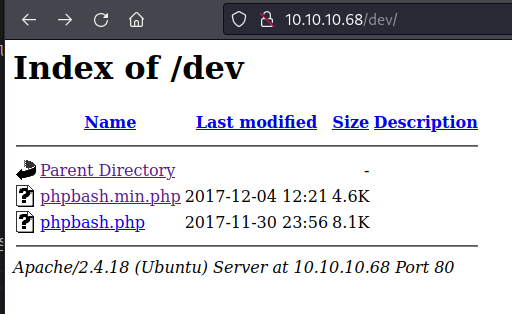 10.10.10.68/dev/
Index of /dev
Name Last modified Size Description
Parent Directory -
phpbash.min.php 2017-12-04 12:21 4.6K
phpbash.php 2017-11-30 23:56 8.1K
Apache/2.4.18 (Ubuntu) Server at 10.10.10.68 Port 80